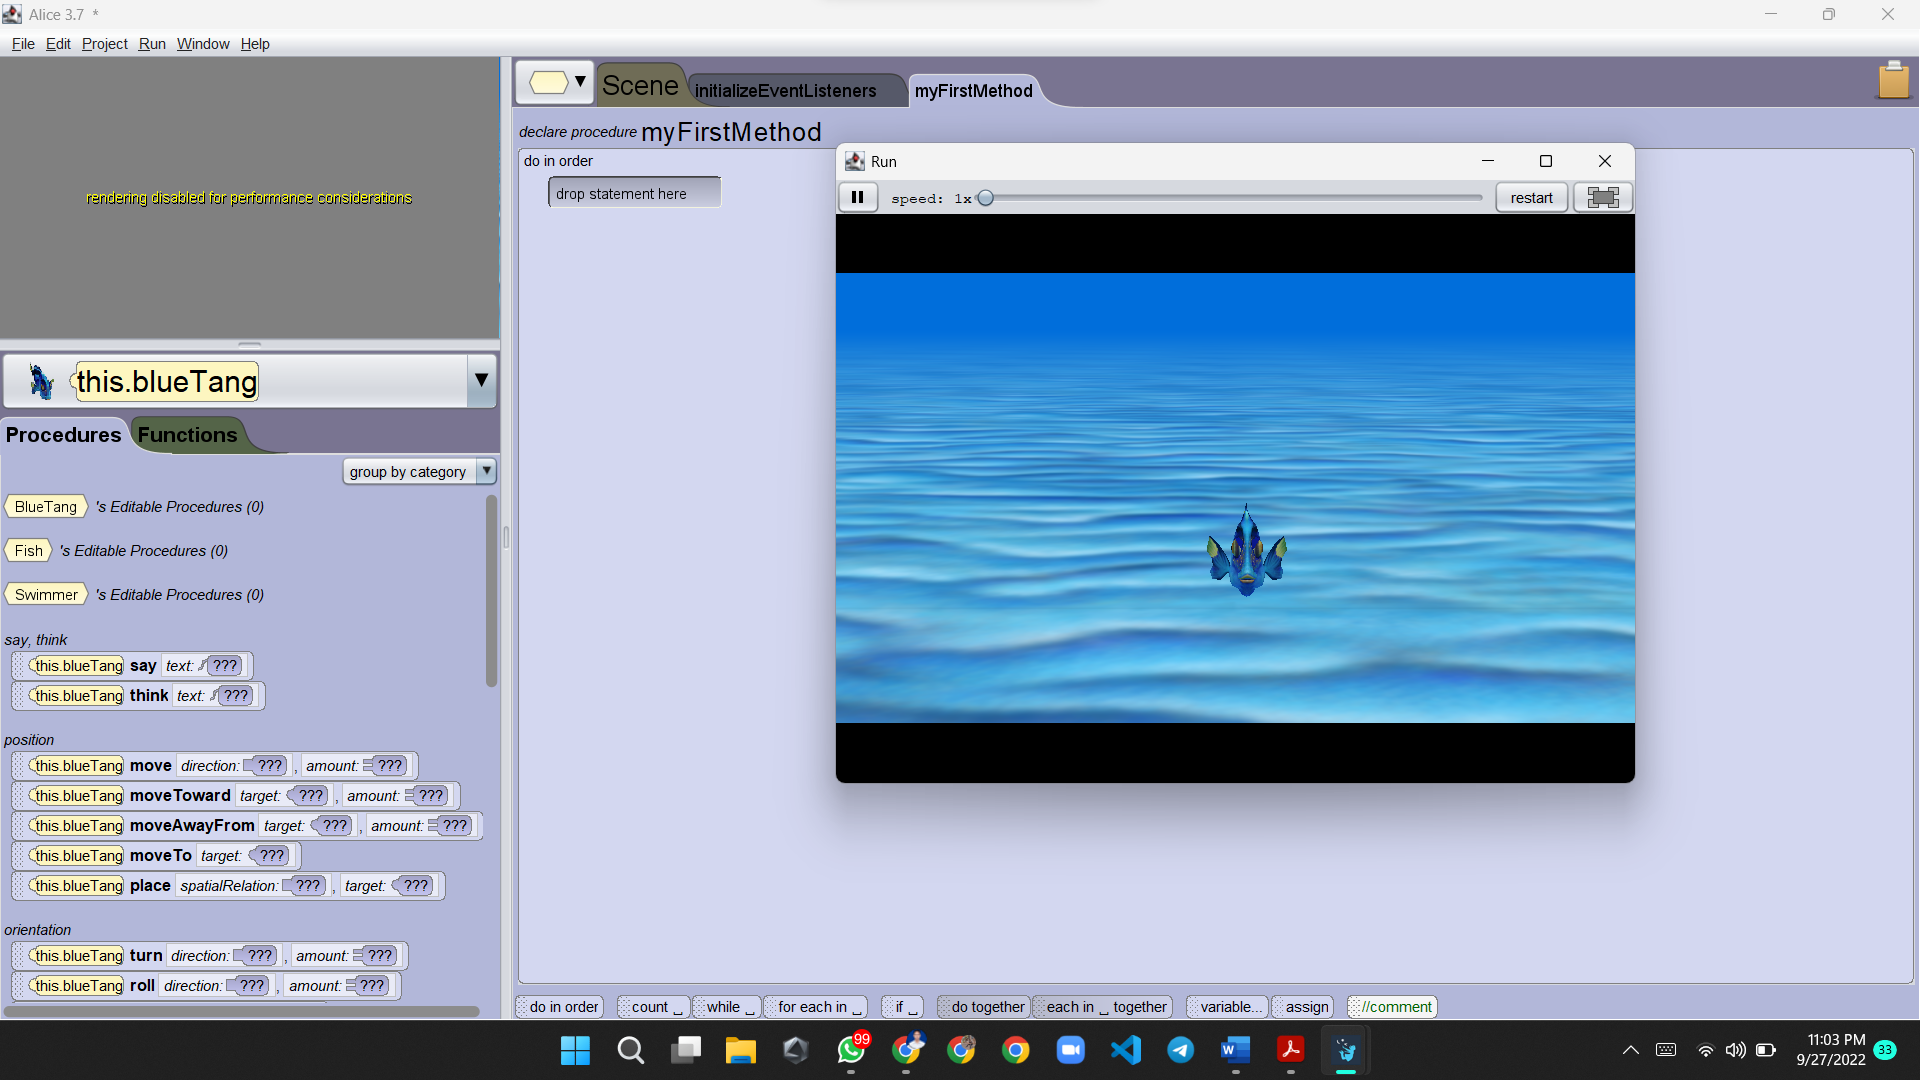 Alice 3.7 *
File Edit Project Run Window Help
rendering disabled for performance considerations
Scene initializeEventListeners myFirstMethod
declare procedure myFirstMethod
do in order
drop statement here
Run
speed: 1x restart
this.blueTang
Procedures Functions
group by category
BlueTang 's Editable Procedures (0)
Fish 's Editable Procedures (0)
Swimmer 's Editable Procedures (0)
say, think
this.blueTang say text: ???
this.blueTang think text: ???
position
this.blueTang move direction: ??? , amount: ???
this.blueTang moveToward target: ??? , amount: ???
this.blueTang moveAwayFrom target: ??? , amount: ???
this.blueTang moveTo target: ???
this.blueTang place spatialRelation: ??? , target: ???
orientation
this.blueTang turn direction: ??? , amount: ???
this.blueTang roll direction: ??? , amount: ???
do in order count ␣ while ␣ for each in ␣ if ␣ do together each in ␣ together variable... assign //comment
99
11:03 PM
9/27/2022
33